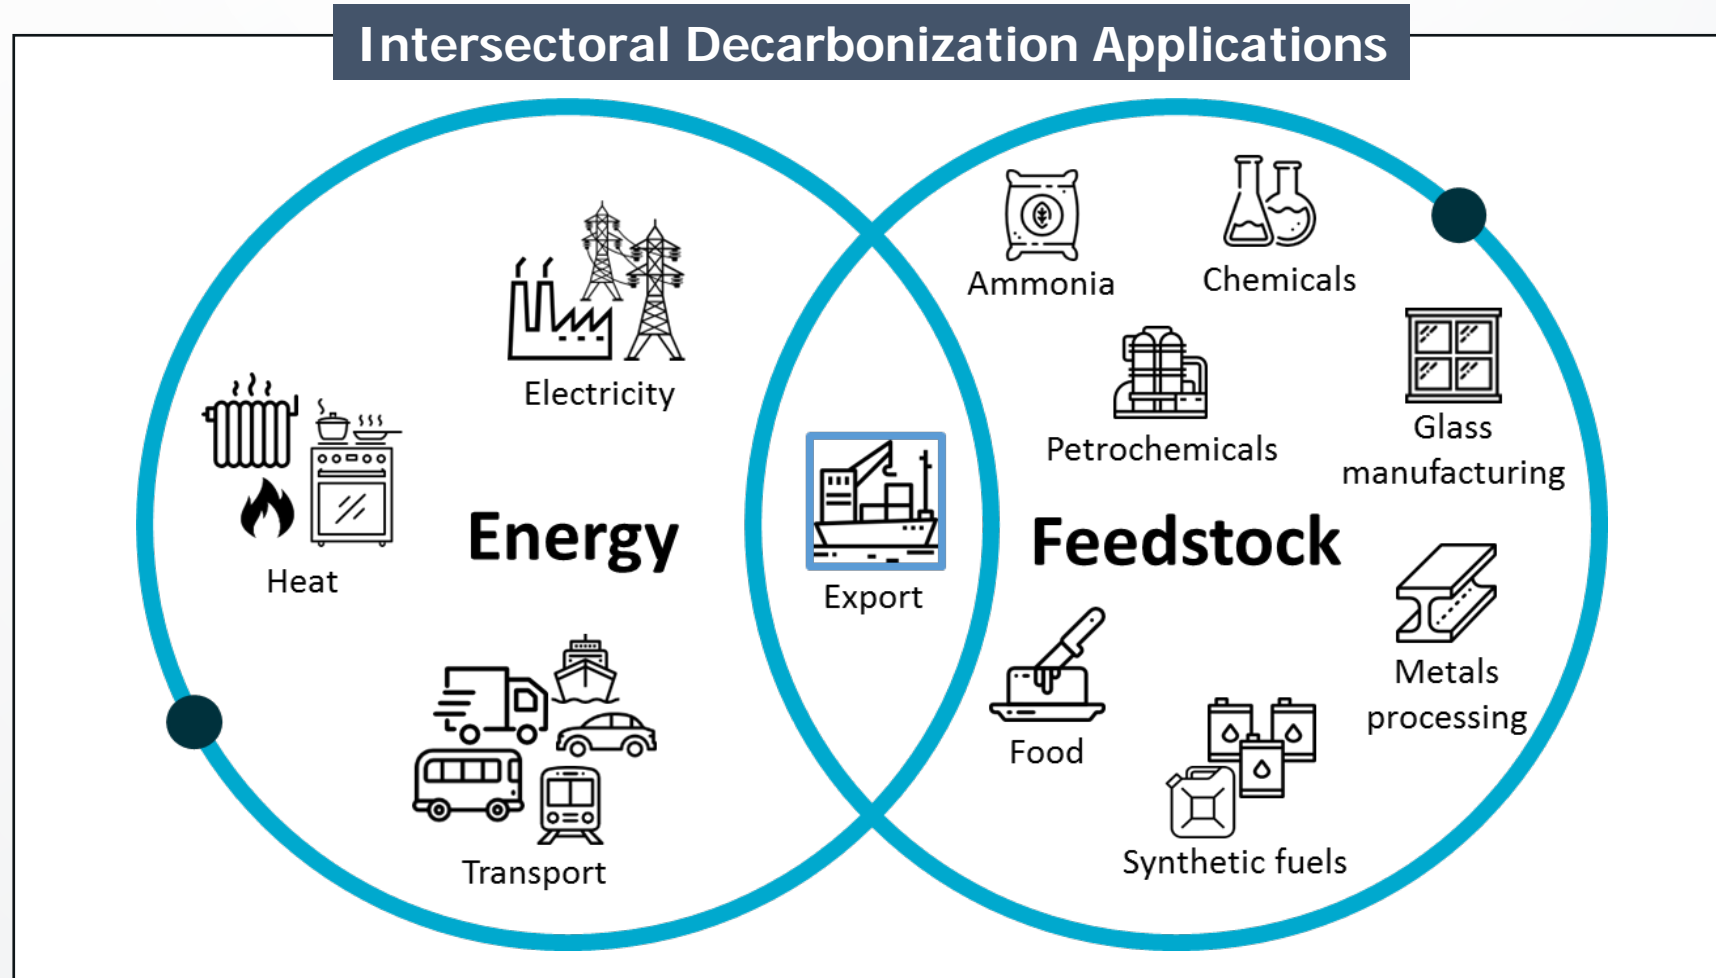 Intersectoral Decarbonization Applications
Electricity
Heat
Energy
Transport
Export
Ammonia
Chemicals
Petrochemicals
Glass
manufacturing
Feedstock
Metals
processing
Food
Synthetic fuels